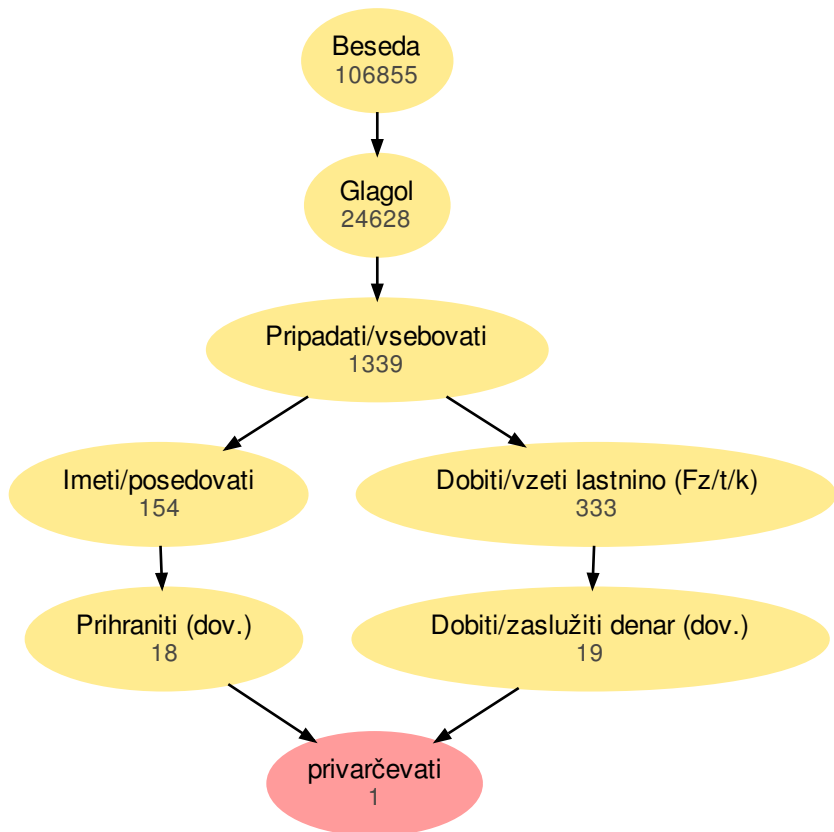 Beseda
106855
Glagol
24628
Pripadati/vsebovati
1339
Imeti/posedovati
154
Dobiti/vzeti lastnino (Fz/t/k)
333
Prihraniti (dov.)
18
Dobiti/zaslužiti denar (dov.)
19
privarčevati
1